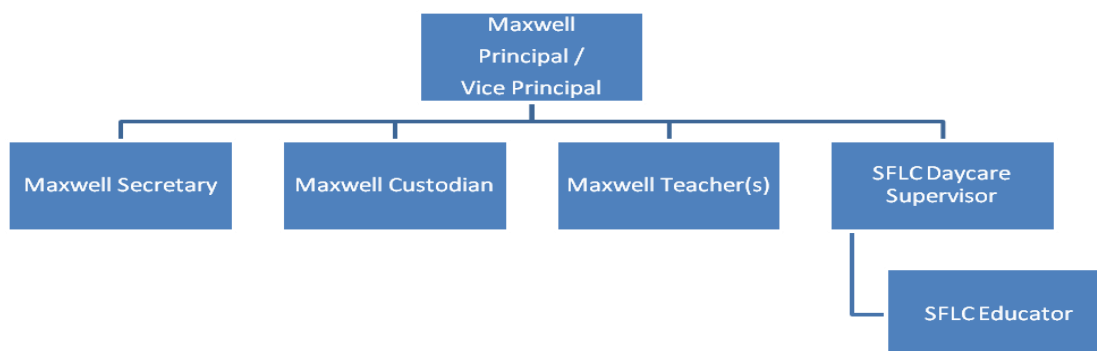 Maxwell
Principal /
Vice Principal
Maxwell Secretary
Maxwell Custodian
Maxwell Teacher(s)
SFLC Daycare
Supervisor
SFLC Educator